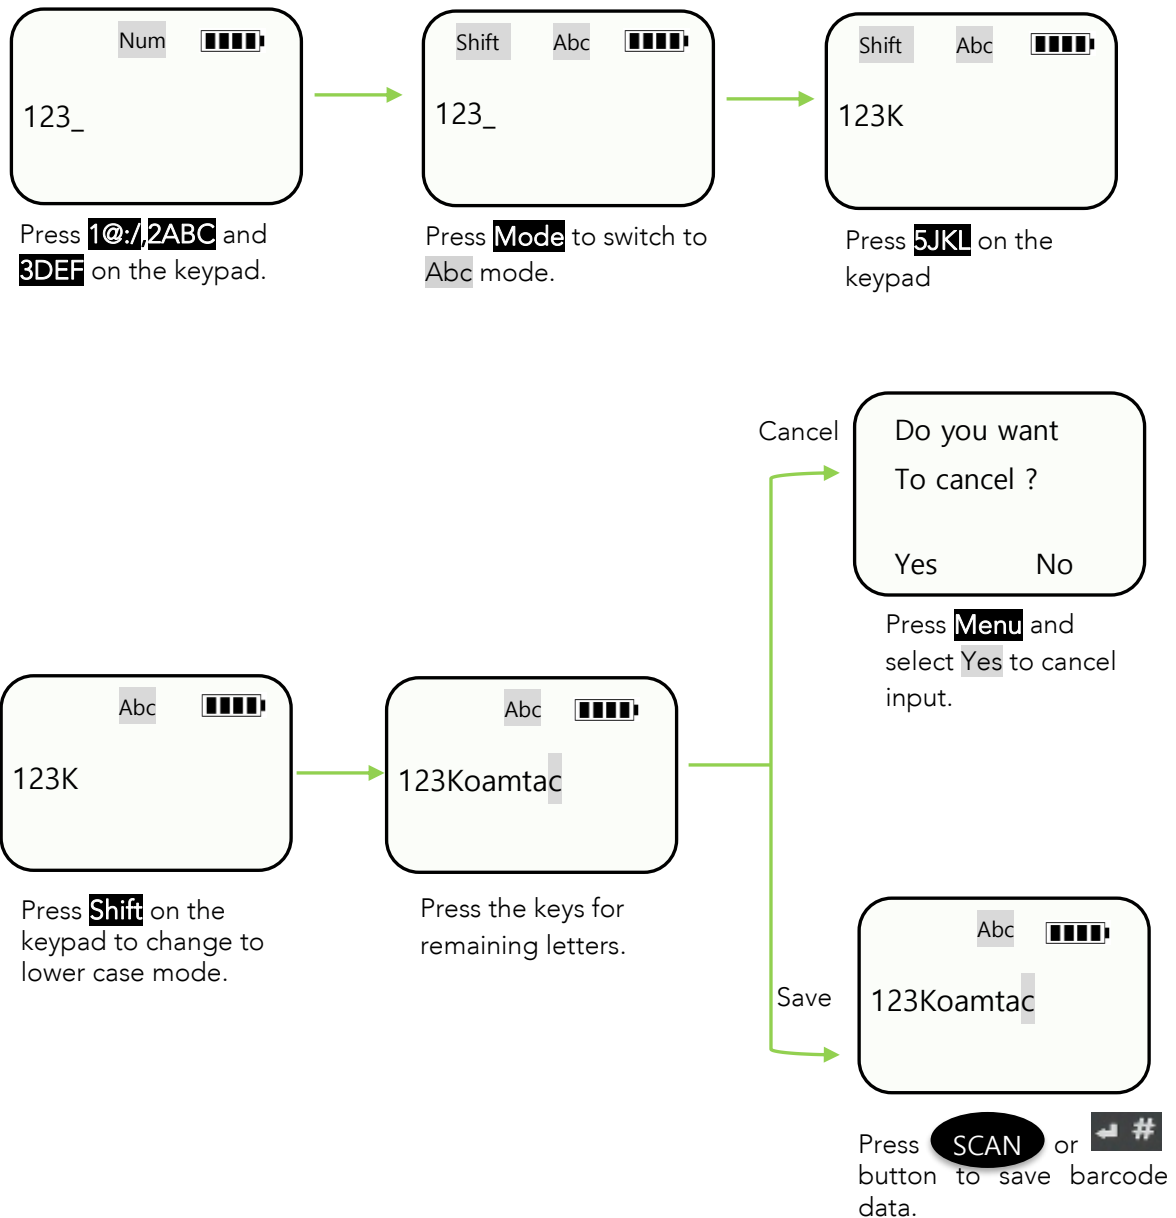 Num
123_
Press 1@:/,2ABC and
3DEF on the keypad.
Shift Abc
123_
Press Mode to switch to
Abc mode.
Shift Abc
123K
Press 5JKL on the
keypad
Abc
123K
Press Shift on the
keypad to change to
lower case mode.
Abc
123Koamtac
Press the keys for
remaining letters.
Cancel
Do you want
To cancel ?
Yes No
Press Menu and
select Yes to cancel
input.
Save
Abc
123Koamtac
Press SCAN or ↵ #
button to save barcode
data.